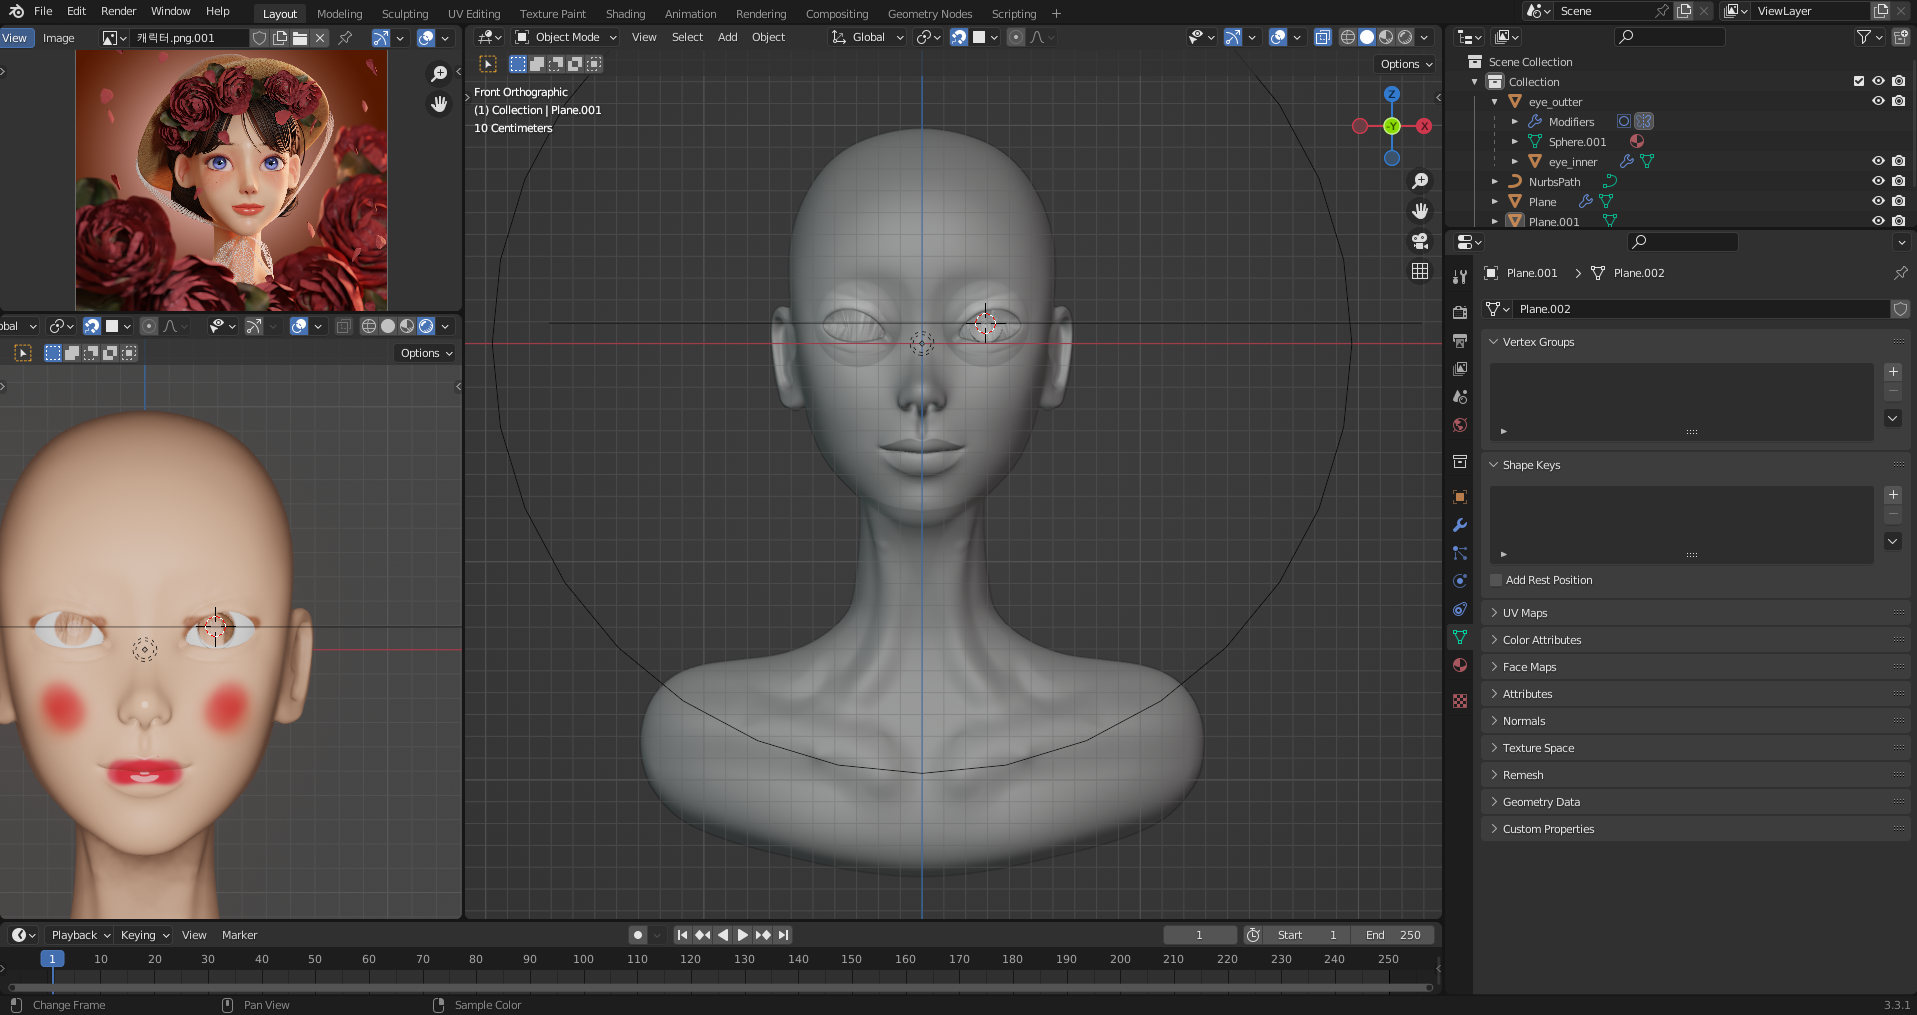 File Edit Render Window Help Layout Modeling Sculpting UV Editing Texture Paint Shading Animation Rendering Compositing Geometry Nodes Scripting + Scene ViewLayer
View Image 캐릭터.png.001
Object Mode View Select Add Object Global
Options
Front Orthographic
(1) Collection | Plane.001
10 Centimeters
Z
-Y
X
Scene Collection
Collection
eye_outter
Modifiers
Sphere.001
eye_inner
NurbsPath
Plane
Plane.001
Plane.001 Plane.002
Plane.002
Vertex Groups
Shape Keys
Add Rest Position
UV Maps
Color Attributes
Face Maps
Attributes
Normals
Texture Space
Remesh
Geometry Data
Custom Properties
obal
Options
Playback Keying View Marker 1 Start 1 End 250
1 10 20 30 40 50 60 70 80 90 100 110 120 130 140 150 160 170 180 190 200 210 220 230 240 250
Change Frame Pan View Sample Color 3.3.1